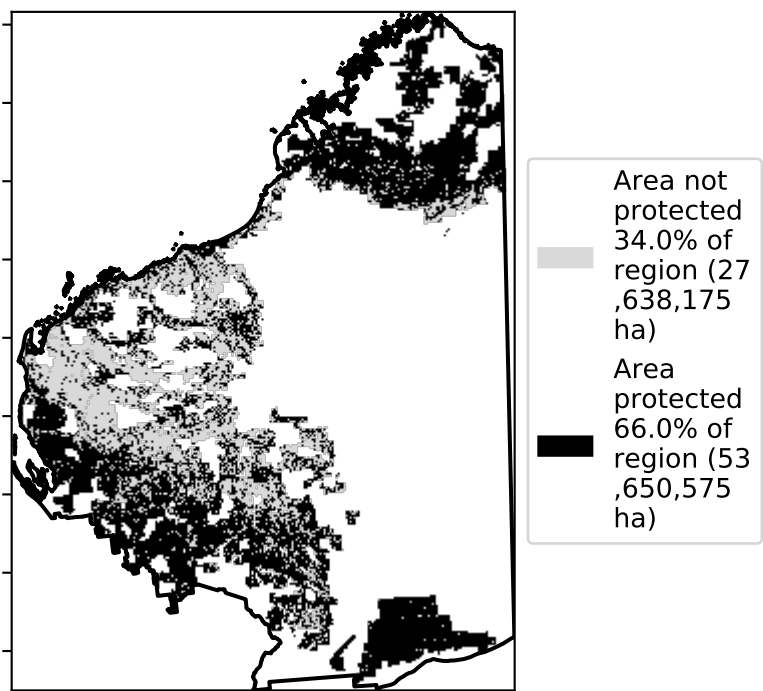 Area not
protected
34.0% of
region (27
,638,175
ha)
Area
protected
66.0% of
region (53
,650,575
ha)